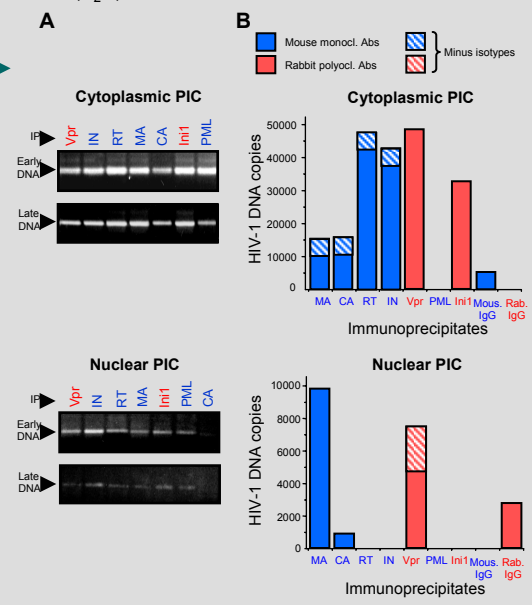 A
B
Mouse monocl. Abs
Rabbit polyocl. Abs
Minus isotypes
Cytoplasmic PIC
IP
Vpr
IN
RT
MA
CA
Ini1
PML
Early
DNA
Late
DNA
Cytoplasmic PIC
HIV-1 DNA copies
50000
40000
30000
20000
10000
0
MA CA RT IN Vpr PML Ini1 Mous. Rab.
IgG IgG
Immunoprecipitates
Nuclear PIC
IP
Vpr
IN
RT
MA
Ini1
PML
CA
Early
DNA
Late
DNA
Nuclear PIC
HIV-1 DNA copies
10000
8000
6000
4000
2000
0
MA CA RT IN Vpr PML Ini1 Mous. Rab.
IgG IgG
Immunoprecipitates